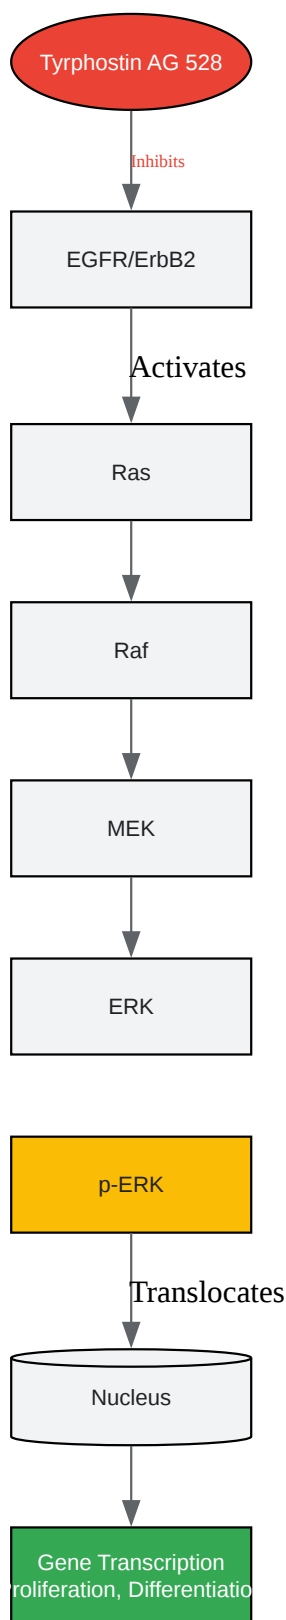 Tyrphostin AG 528
Inhibits
EGFR/ErbB2
Activates
Ras
Raf
MEK
ERK
p-ERK
Translocates
Nucleus
Gene Transcription
roliferation, Differentiatio